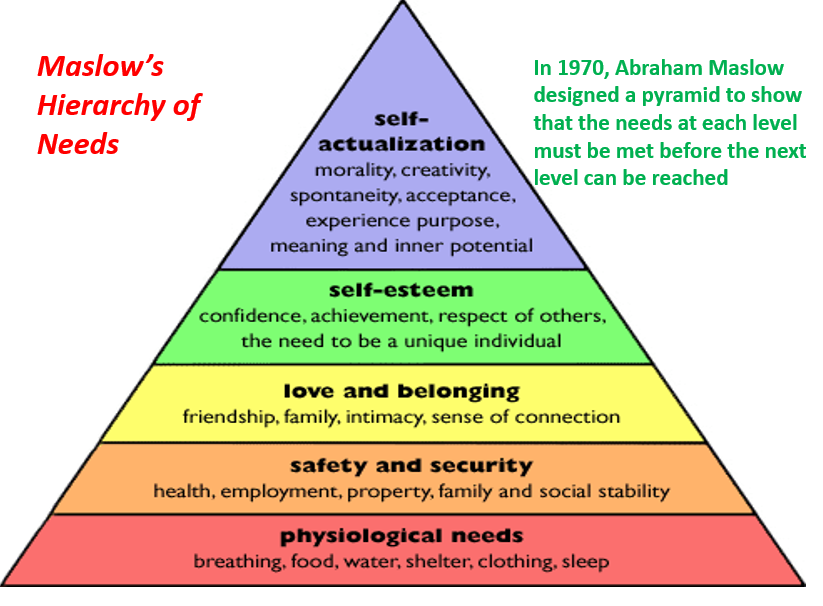 Maslow's
Hierarchy of
Needs
In 1970, Abraham Maslow
designed a pyramid to show
that the needs at each level
must be met before the next
level can be reached
self-
actualization
morality, creativity,
spontaneity, acceptance,
experience purpose,
meaning and inner potential
self-esteem
confidence, achievement, respect of others,
the need to be a unique individual
love and belonging
friendship, family, intimacy, sense of connection
safety and security
health, employment, property, family and social stability
physiological needs
breathing, food, water, shelter, clothing, sleep